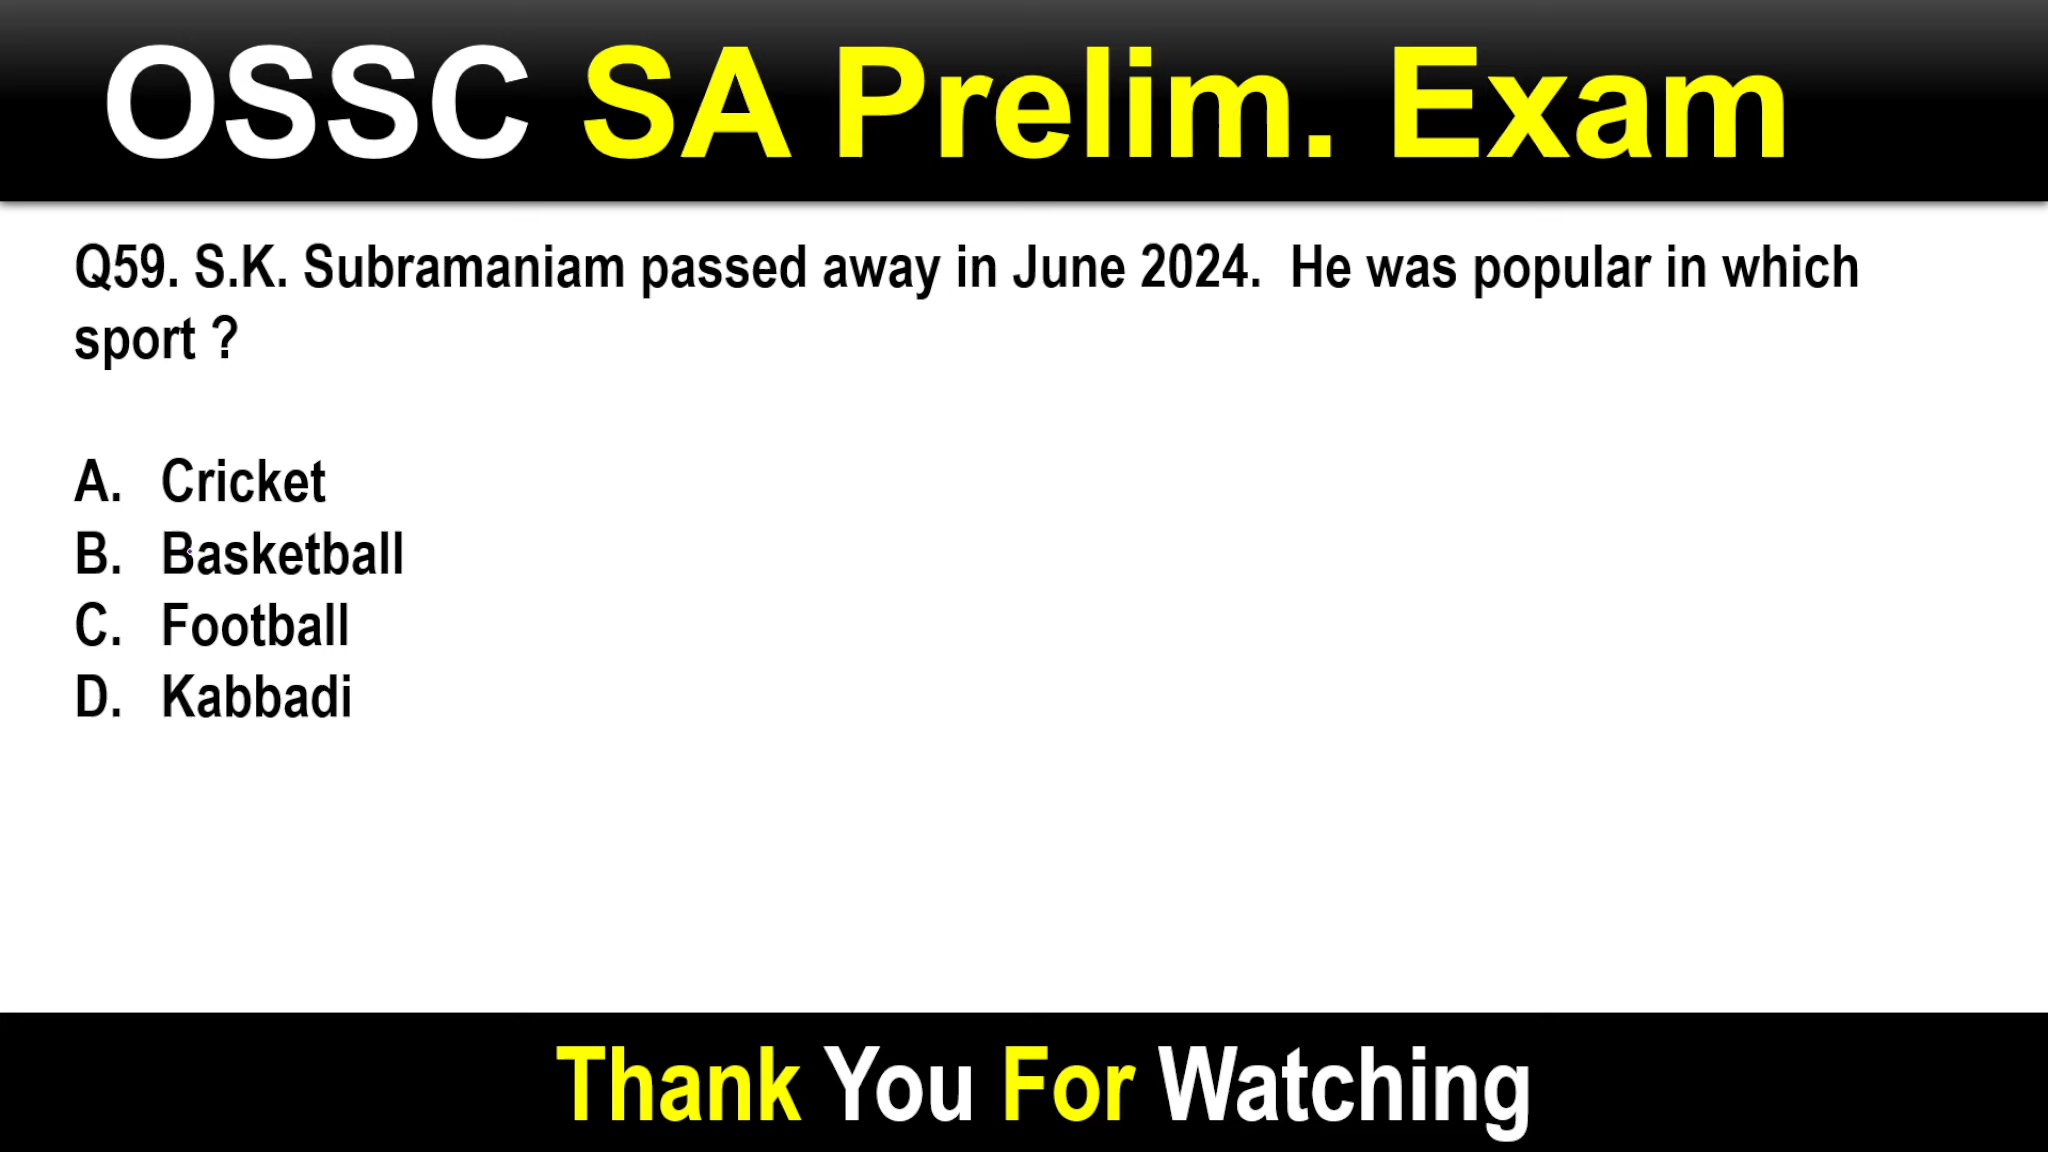 OSSC SA Prelim. Exam
Q59. S.K. Subramaniam passed away in June 2024. He was popular in which
sport ?
A. Cricket
B. Basketball
C. Football
D. Kabbadi
Thank You For Watching